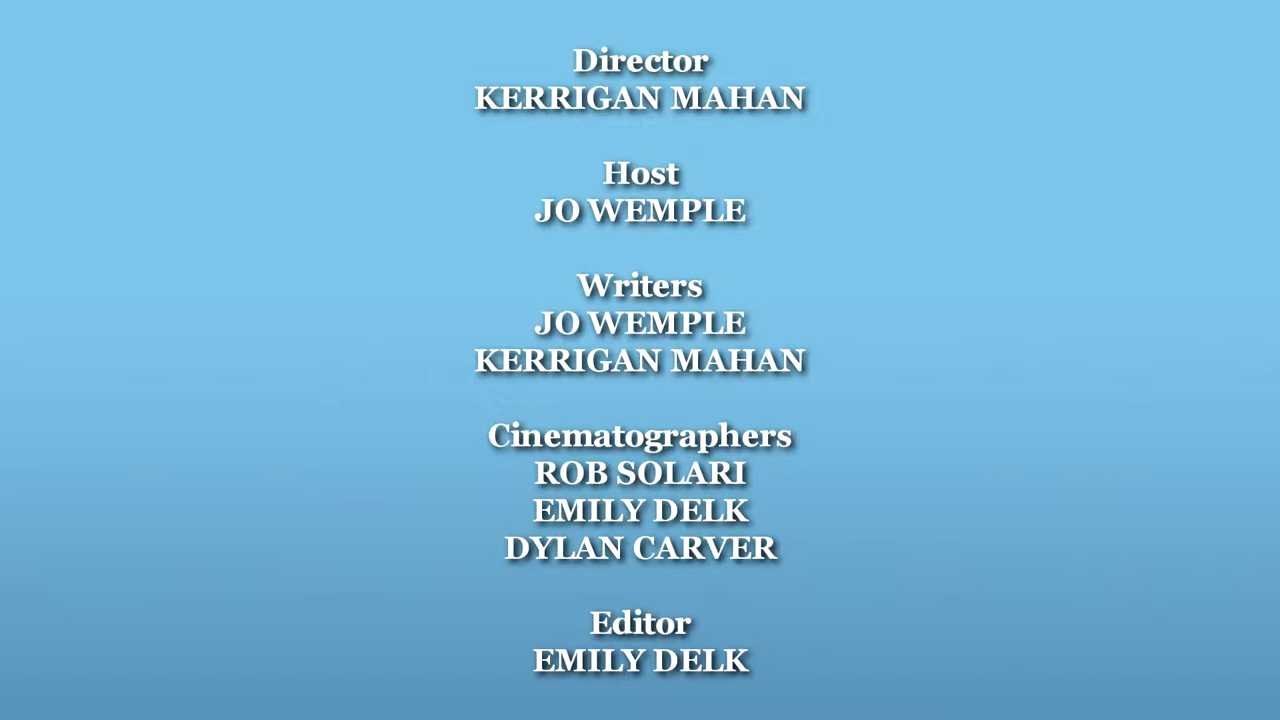 Director
KERRIGAN MAHAN
Host
JO WEMPLE
Writers
JO WEMPLE
KERRIGAN MAHAN
Cinematographers
ROB SOLARI
EMILY DELK
DYLAN CARVER
Editor
EMILY DELK